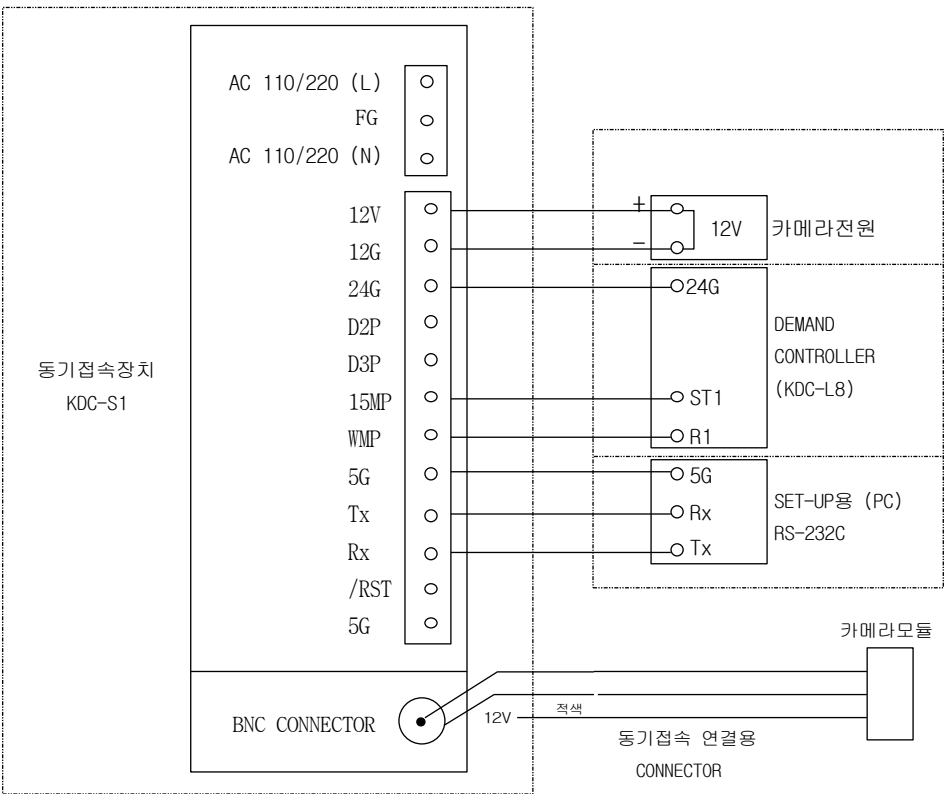 AC 110/220 (L)
FG
AC 110/220 (N)
12V
12G
24G
D2P
D3P
15MP
WMP
5G
Tx
Rx
/RST
5G
동기접속장치
KDC-S1
BNC CONNECTOR
+
−
12V
카메라전원
24G
ST1
R1
DEMAND
CONTROLLER
(KDC-L8)
5G
Rx
Tx
SET-UP용 (PC)
RS-232C
카메라모듈
12V
적색
동기접속 연결용
CONNECTOR